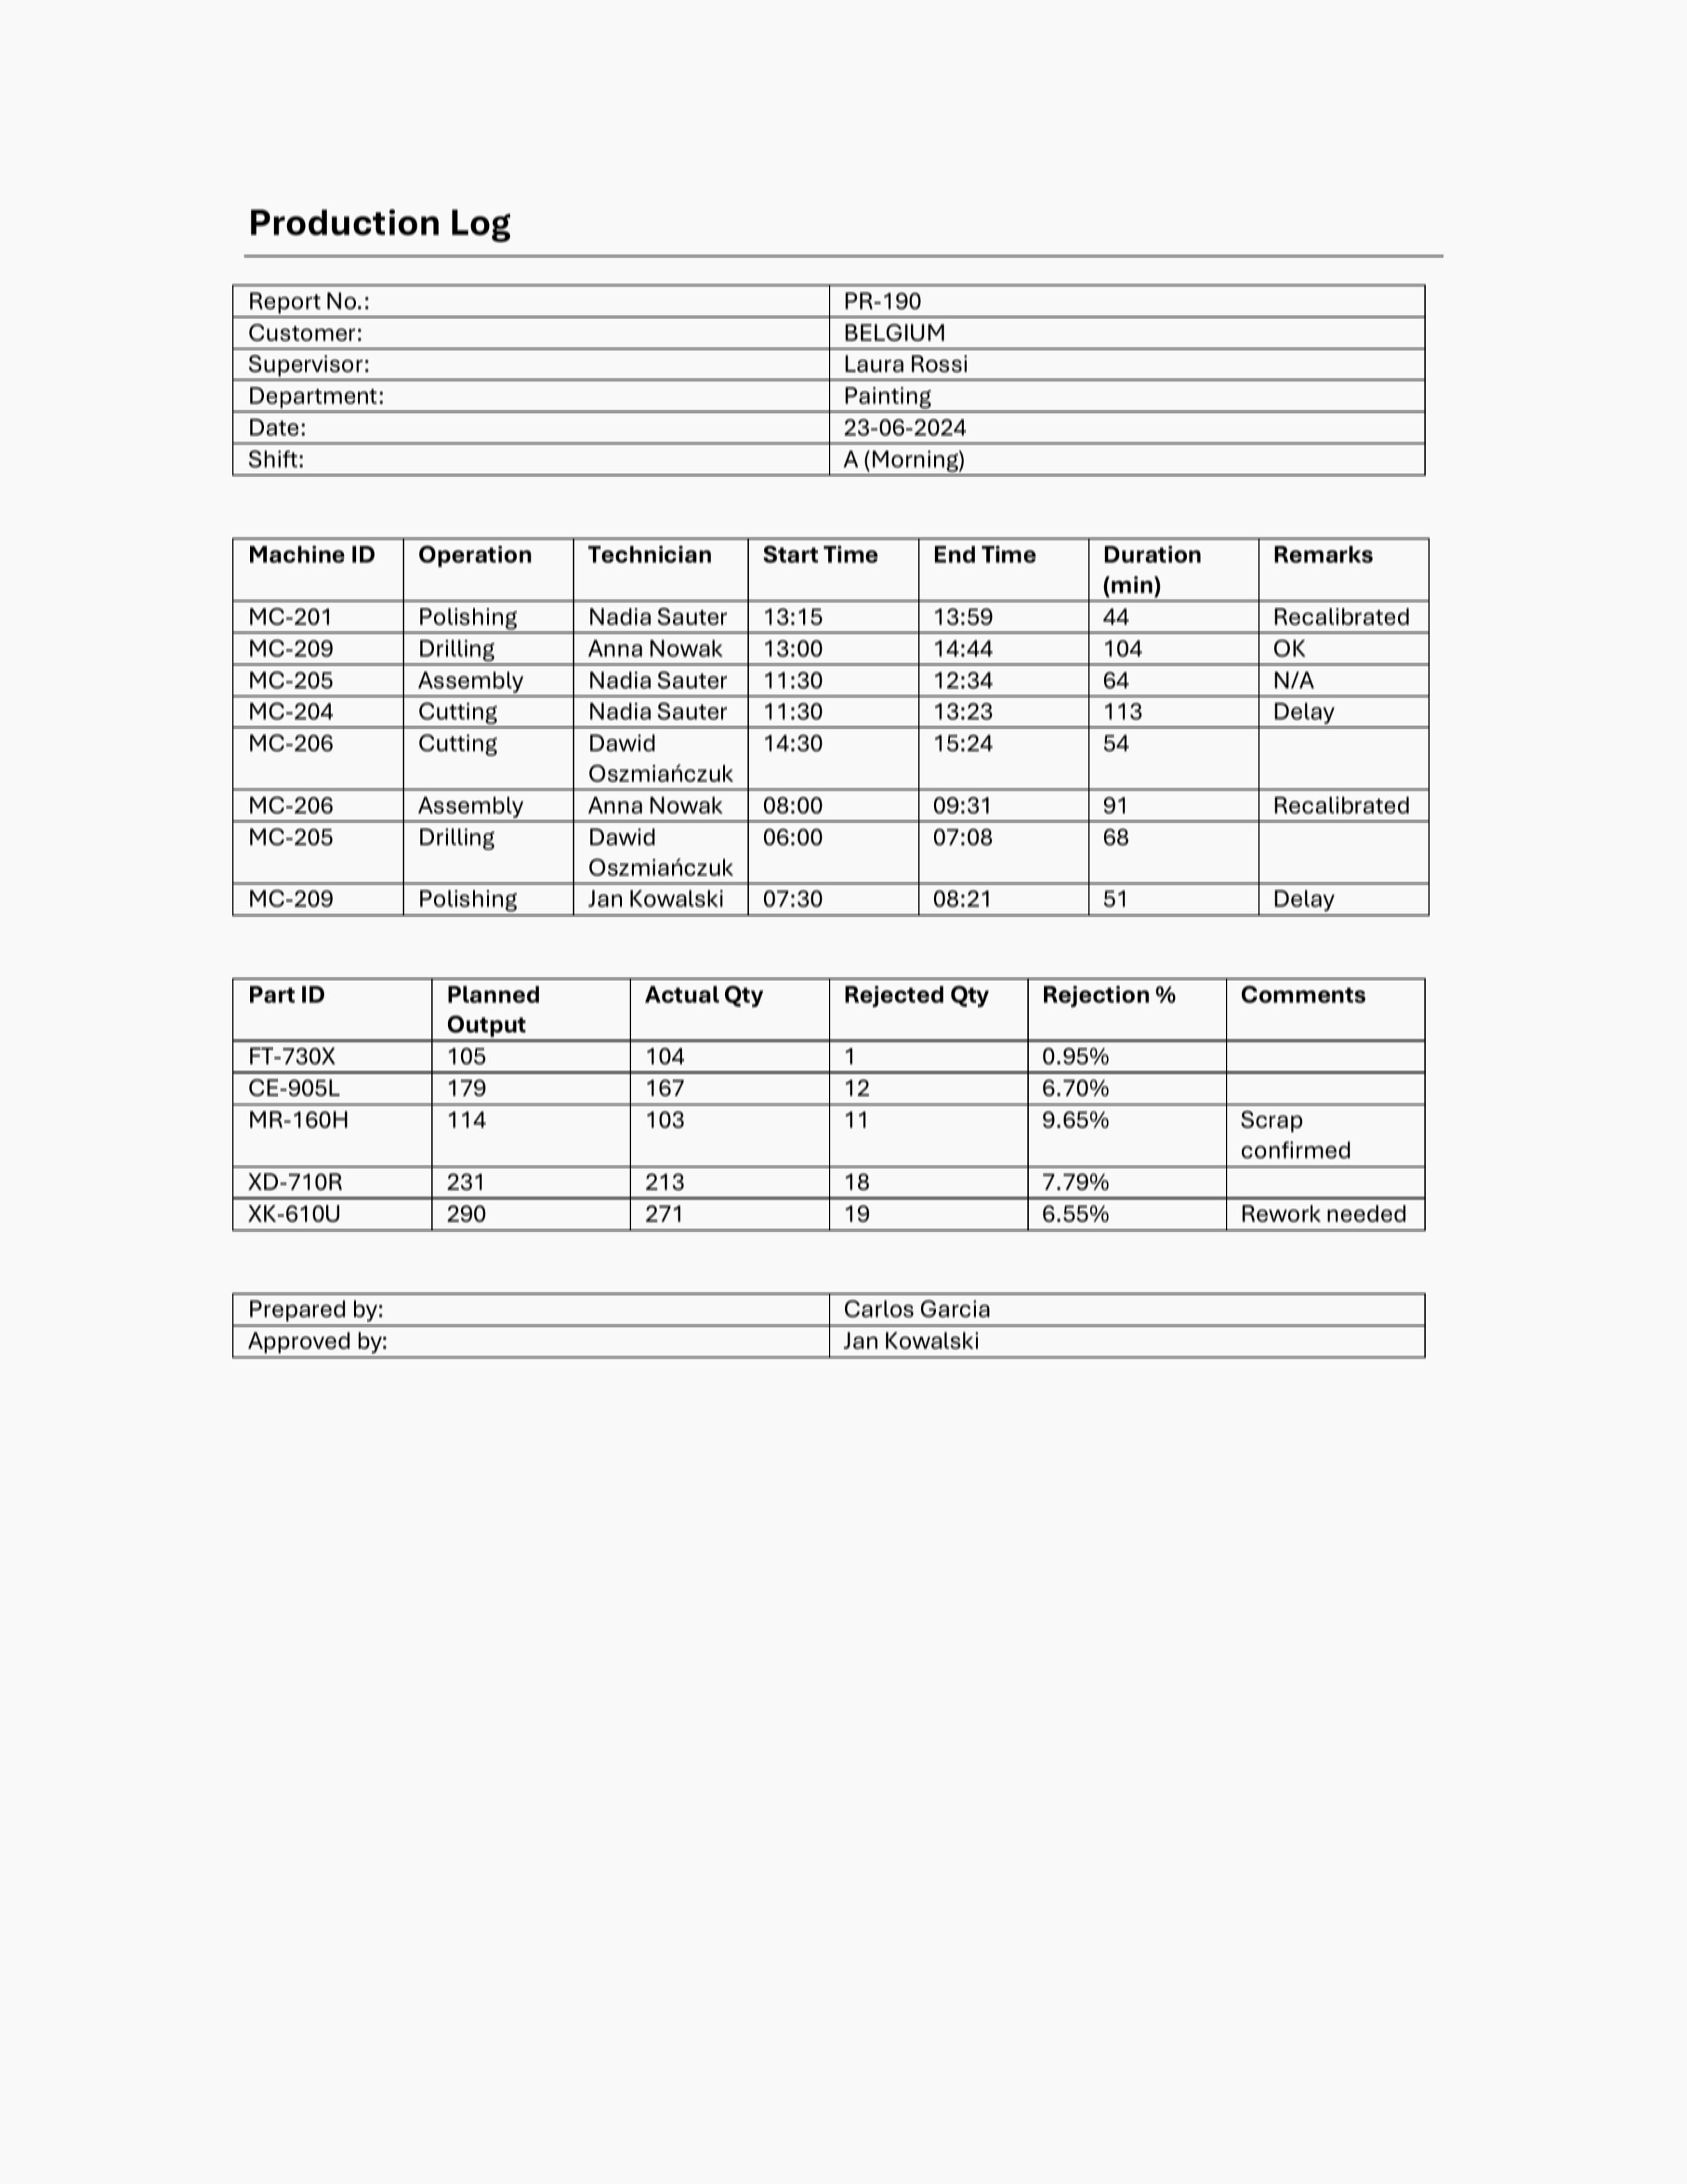 Production Log
Report No.: PR-190
Customer: BELGIUM
Supervisor: Laura Rossi
Department: Painting
Date: 23-06-2024
Shift: A (Morning)
Machine ID Operation Technician Start Time End Time Duration (min) Remarks
MC-201 Polishing Nadia Sauter 13:15 13:59 44 Recalibrated
MC-209 Drilling Anna Nowak 13:00 14:44 104 OK
MC-205 Assembly Nadia Sauter 11:30 12:34 64 N/A
MC-204 Cutting Nadia Sauter 11:30 13:23 113 Delay
MC-206 Cutting Dawid Oszmiańczuk 14:30 15:24 54
MC-206 Assembly Anna Nowak 08:00 09:31 91 Recalibrated
MC-205 Drilling Dawid Oszmiańczuk 06:00 07:08 68
MC-209 Polishing Jan Kowalski 07:30 08:21 51 Delay
Part ID Planned Output Actual Qty Rejected Qty Rejection % Comments
FT-730X 105 104 1 0.95%
CE-905L 179 167 12 6.70%
MR-160H 114 103 11 9.65% Scrap confirmed
XD-710R 231 213 18 7.79%
XK-610U 290 271 19 6.55% Rework needed
Prepared by: Carlos Garcia
Approved by: Jan Kowalski